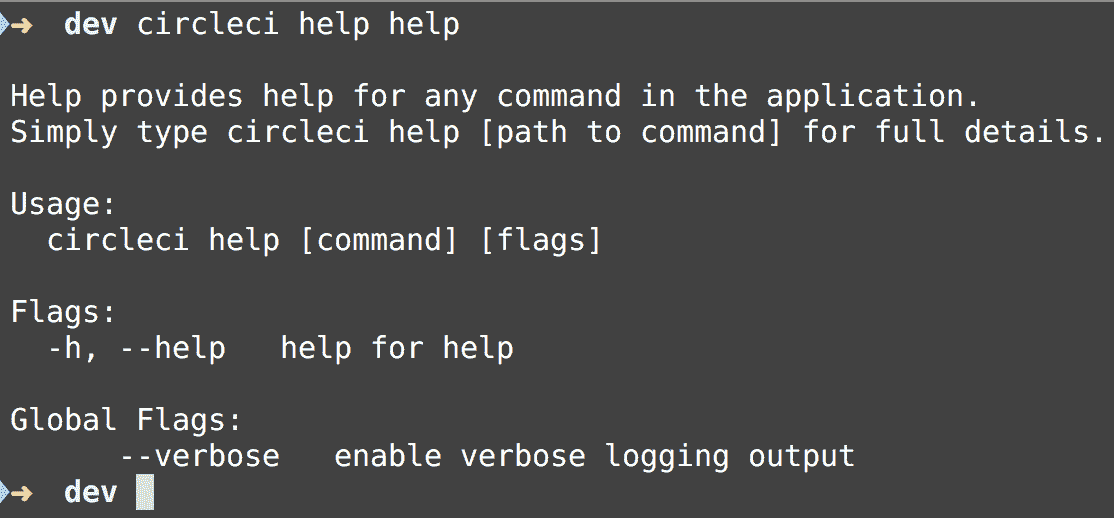 ➜  dev circleci help help

Help provides help for any command in the application.
Simply type circleci help [path to command] for full details.

Usage:
  circleci help [command] [flags]

Flags:
  -h, --help   help for help

Global Flags:
      --verbose   enable verbose logging output
➜  dev